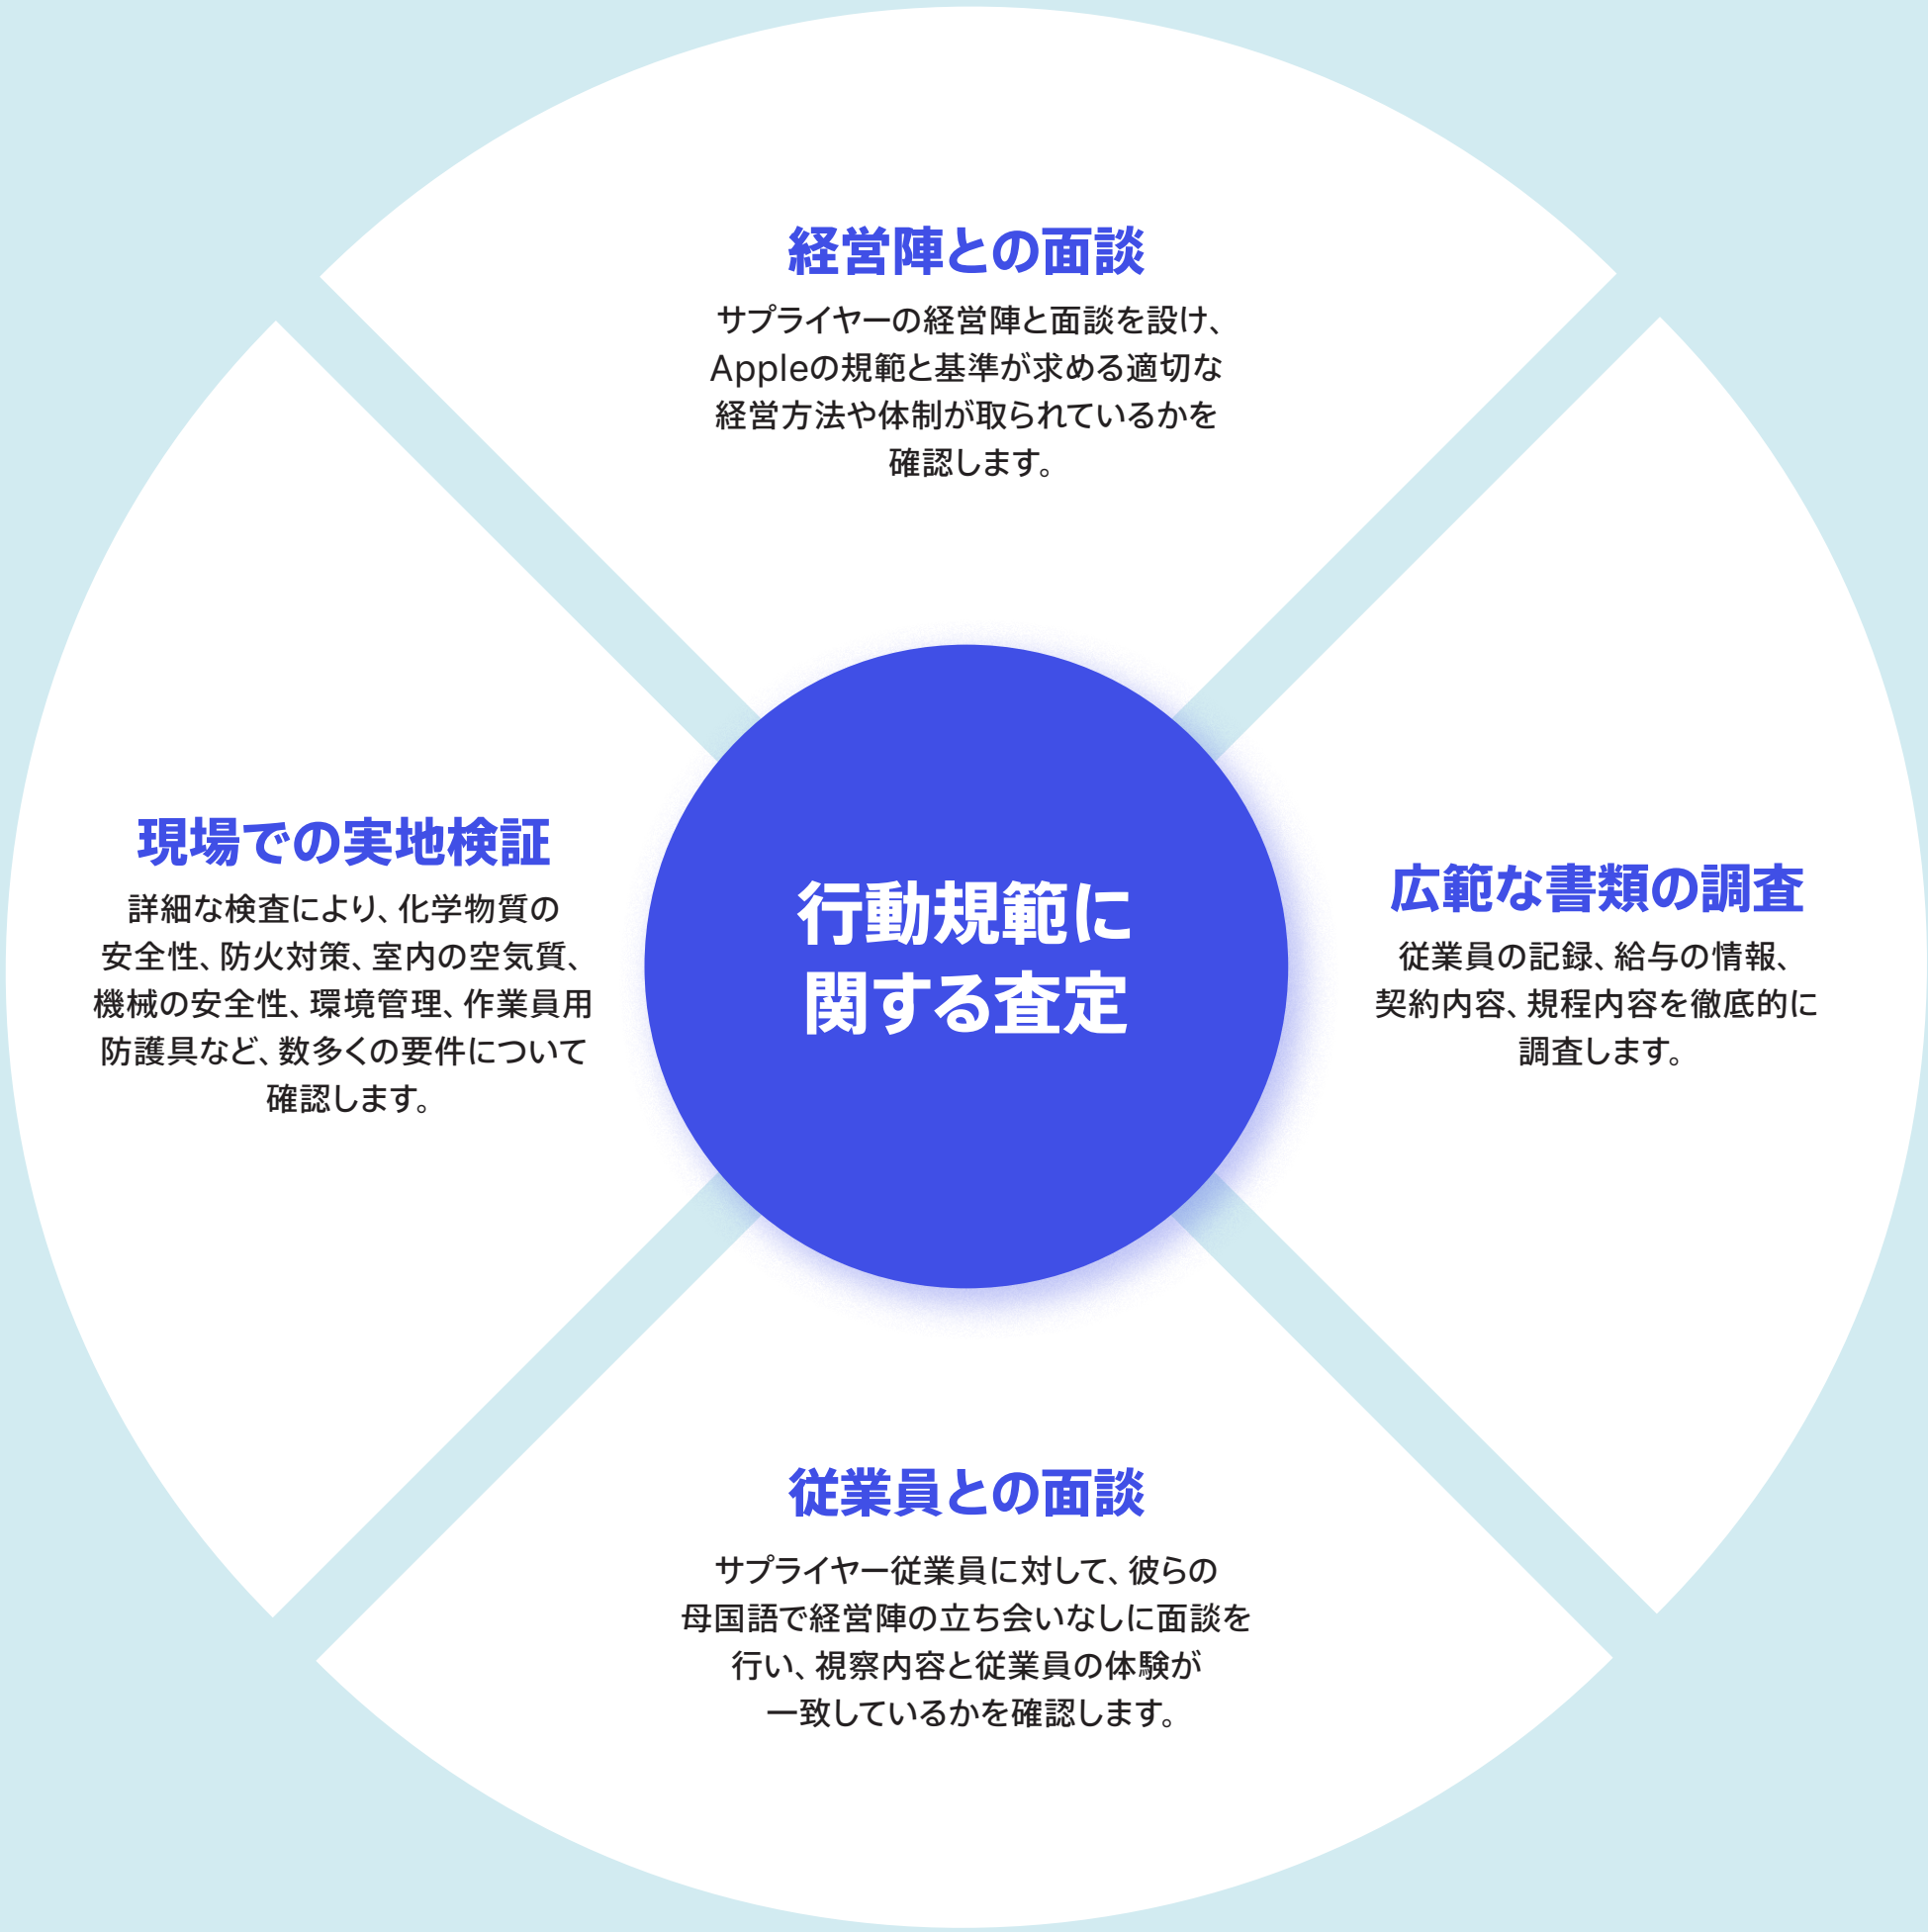 経営陣との面談
サプライヤーの経営陣と面談を設け、
Appleの規範と基準が求める適切な
経営方法や体制が取られているかを
確認します。
現場での実地検証
詳細な検査により、化学物質の
安全性、防火対策、室内の空気質、
機械の安全性、環境管理、作業員用
防護具など、数多くの要件について
確認します。
行動規範に
関する査定
広範な書類の調査
従業員の記録、給与の情報、
契約内容、規程内容を徹底的に
調査します。
従業員との面談
サプライヤー従業員に対して、彼らの
母国語で経営陣の立ち会いなしに面談を
行い、視察内容と従業員の体験が
一致しているかを確認します。